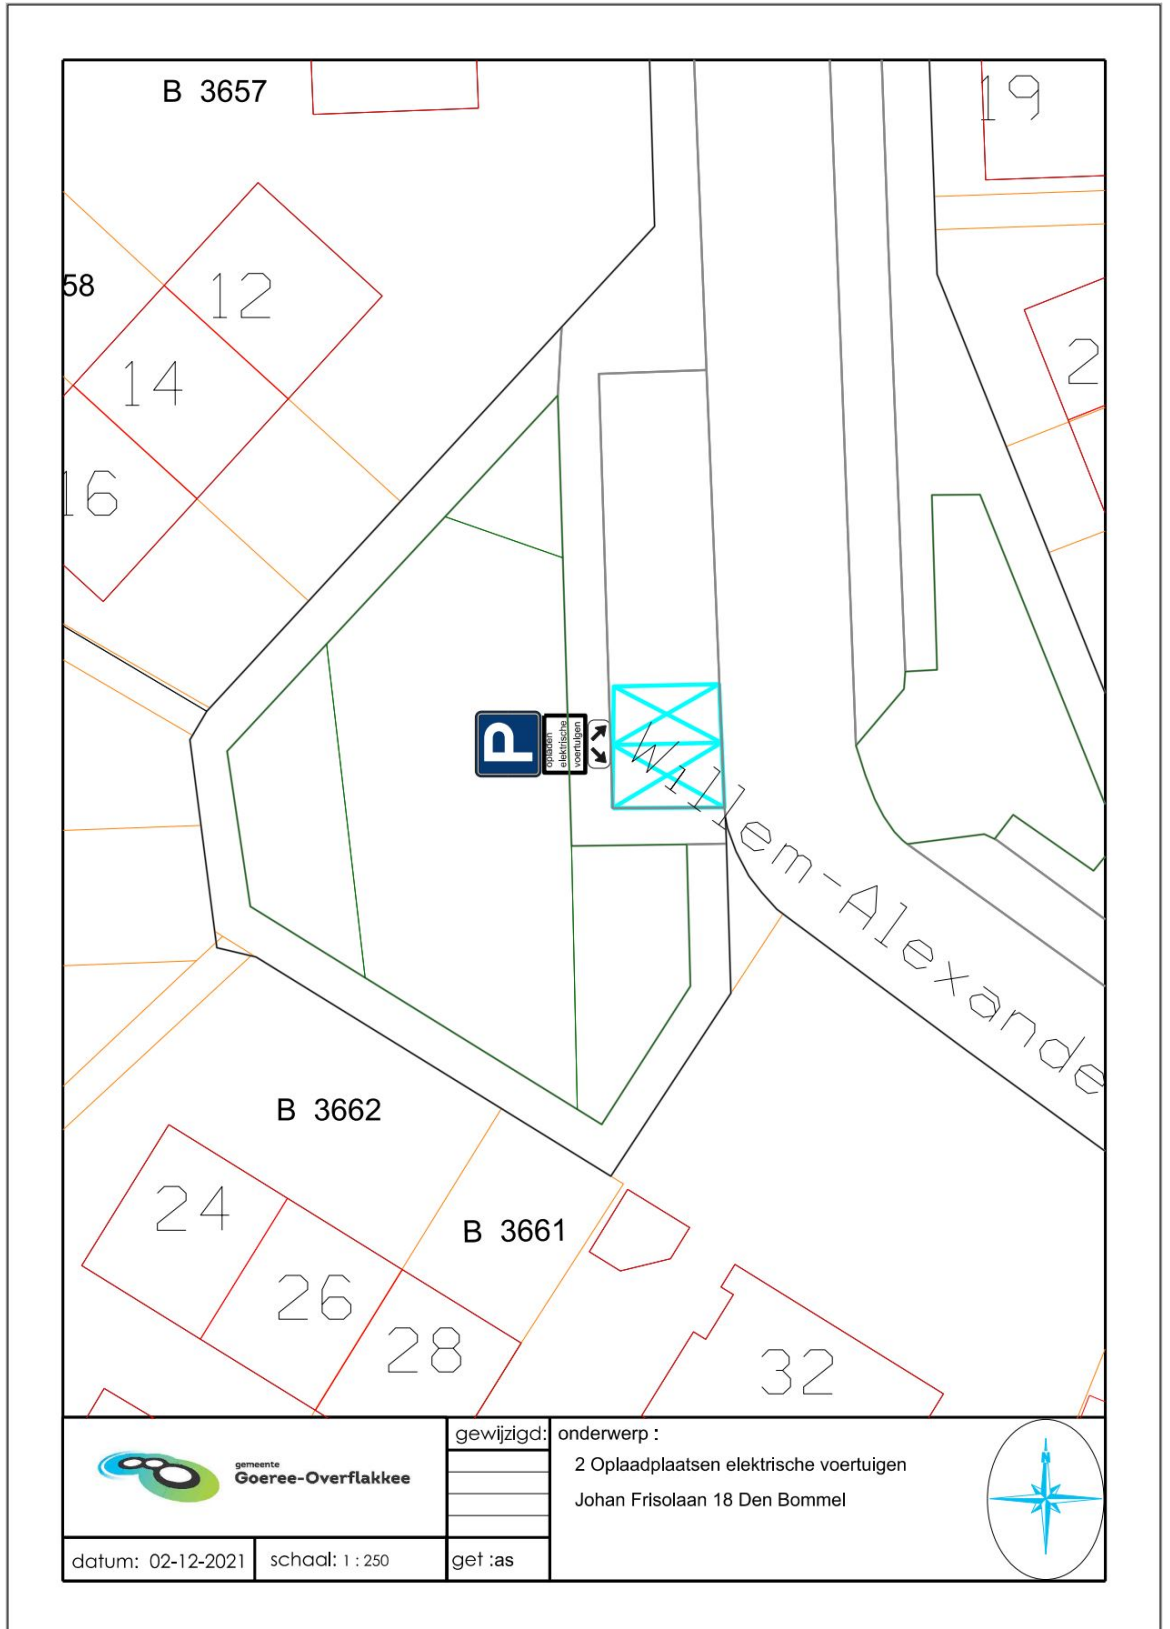 B 3657
19
12
58
14
2
16
P
opladen
elektrische
voertuigen
Willem-Alexande
B 3662
24
B 3661
26
28
32
gemeente
Goeree-Overflakkee
gewijzigd:
onderwerp :
2 Oplaadplaatsen elektrische voertuigen
Johan Frisolaan 18 Den Bommel
N
datum: 02-12-2021
schaal: 1 : 250
get :as